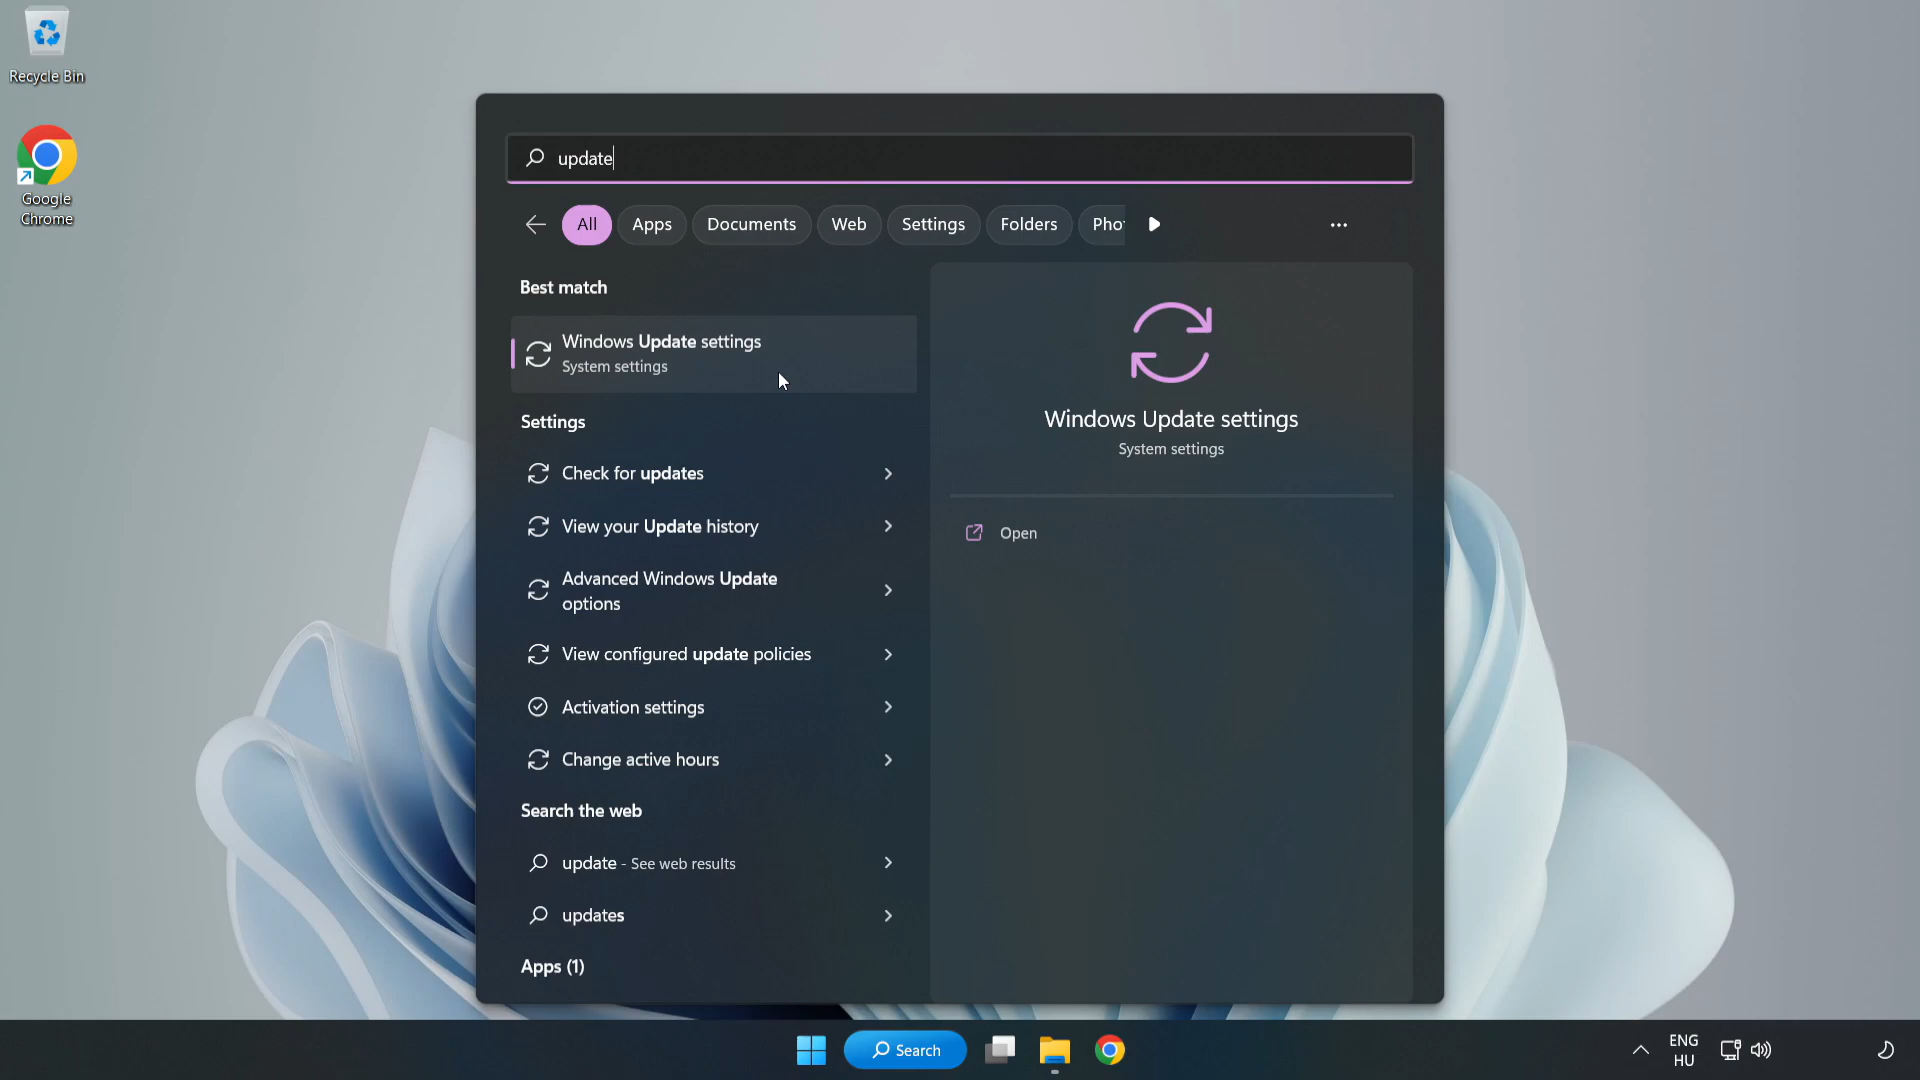 Recycle Bin
Google
Chrome
update
All
Apps
Documents
Web
Settings
Folders
Pho
Best match
Windows Update settings
System settings
Settings
Check for updates
View your Update history
Advanced Windows Update
options
View configured update policies
Activation settings
Change active hours
Search the web
update - See web results
updates
Apps (1)
Windows Update settings
System settings
Open
Search
ENG
HU